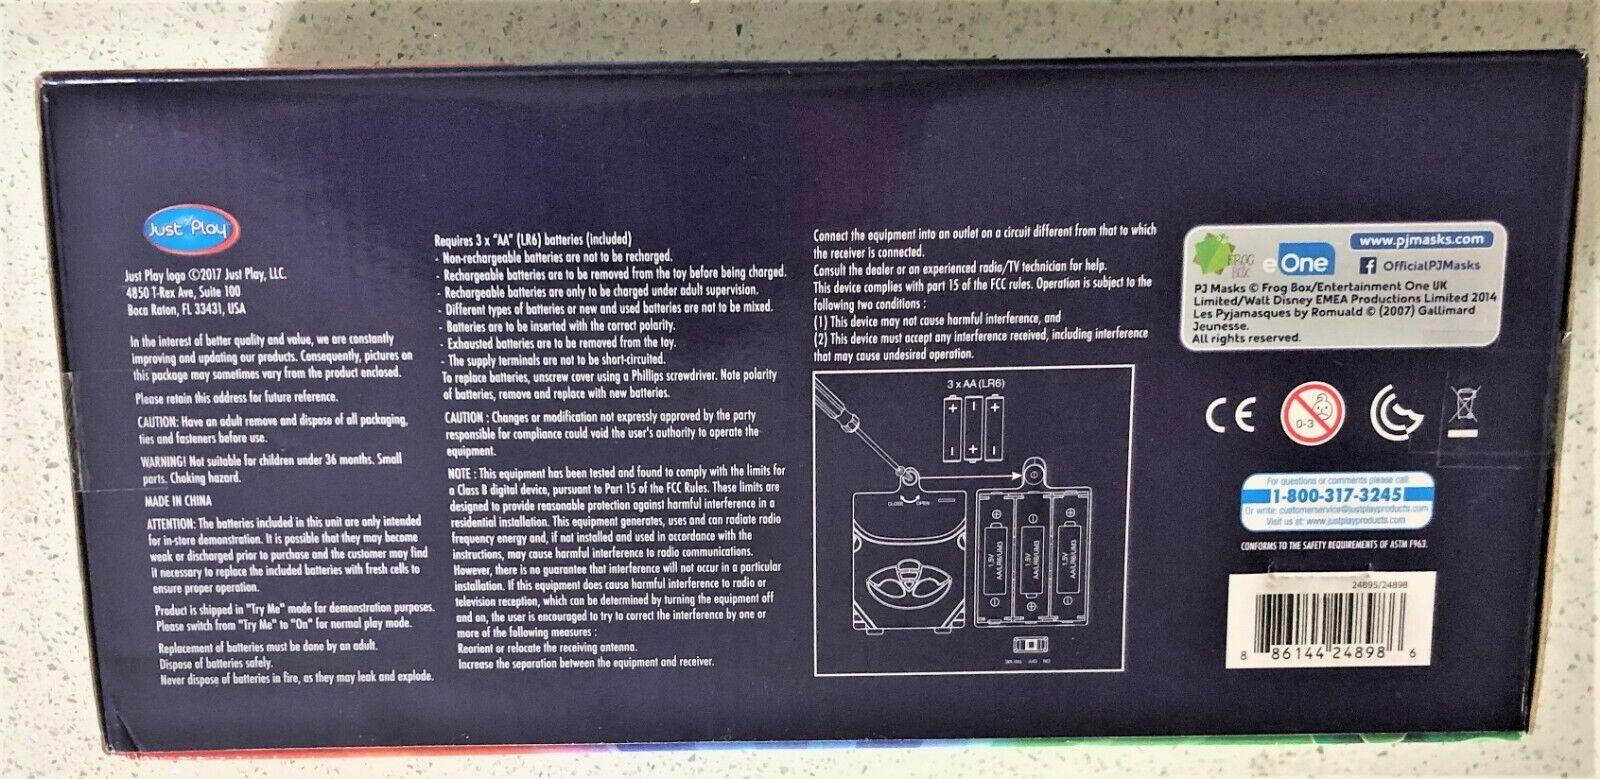 Just Play
Just Play logo ©2017 Just Play, LLC.
4850 T-Rex Ave, Suite 100
Boca Raton, FL 33431, USA
In the interest of better quality and value, we are constantly
improving and updating our products. Consequently, pictures on
this package may sometimes vary from the product enclosed.
Please retain this address for future reference.
CAUTION: Have an adult remove and dispose of all packaging,
ties and fasteners before use.
WARNING! Not suitable for children under 36 months. Small
parts. Choking hazard.
MADE IN CHINA
ATTENTION: The batteries included in this unit are only intended
for in-store demonstration. It is possible that they may become
weak or discharged prior to purchase and the customer may find
it necessary to replace the included batteries with fresh cells to
ensure proper operation.
Product is shipped in "Try Me" mode for demonstration purposes.
Please switch from "Try Me" to "On" for normal play mode.
Replacement of batteries must be done by an adult.
Dispose of batteries safely.
Never dispose of batteries in fire, as they may leak and explode.
Requires 3 x "AA" (LR6) batteries (included)
- Non-rechargeable batteries are not to be recharged.
- Rechargeable batteries are to be removed from the toy before being charged.
- Rechargeable batteries are only to be charged under adult supervision.
- Different types of batteries or new and used batteries are not to be mixed.
- Batteries are to be inserted with the correct polarity.
- Exhausted batteries are to be removed from the toy.
- The supply terminals are not to be short-circuited.
To replace batteries, unscrew cover using a Phillips screwdriver. Note polarity
of batteries, remove and replace with new batteries.
CAUTION : Changes or modification not expressly approved by the party
responsible for compliance could void the user's authority to operate the
equipment.
NOTE : This equipment has been tested and found to comply with the limits for
a Class B digital device, pursuant to Part 15 of the FCC Rules. These limits are
designed to provide reasonable protection against harmful interference in a
residential installation. This equipment generates, uses and can radiate radio
frequency energy and, if not installed and used in accordance with the
instructions, may cause harmful interference to radio communications.
However, there is no guarantee that interference will not occur in a particular
installation. If this equipment does cause harmful interference to radio or
television reception, which can be determined by turning the equipment off
and on, the user is encouraged to try to correct the interference by one or
more of the following measures :
Reorient or relocate the receiving antenna.
Increase the separation between the equipment and receiver.
Connect the equipment into an outlet on a circuit different from that to which
the receiver is connected.
Consult the dealer or an experienced radio/TV technician for help.
This device complies with part 15 of the FCC rules. Operation is subject to the
following two conditions :
(1) This device may not cause harmful interference, and
(2) This device must accept any interference received, including interference
that may cause undesired operation.
3 x AA (LR6)
+ - +
- + -
CLOSE OPEN
1.5V AA/LR6/UM3
1.5V AA/LR6/UM3
1.5V AA/LR6/UM3
FROG BOX
eOne
www.pjmasks.com
f OfficialPJMasks
PJ Masks © Frog Box/Entertainment One UK
Limited/Walt Disney EMEA Productions Limited 2014
Les Pyjamasques by Romuald © (2007) Gallimard
Jeunesse.
All rights reserved.
CE
0-3
For questions or comments please call:
1-800-317-3245
Or write: customerservice@justplayproducts.com
Visit us at: www.justplayproducts.com
CONFORMS TO THE SAFETY REQUIREMENTS OF ASTM F963.
24895/24898
8 86144 24898 6